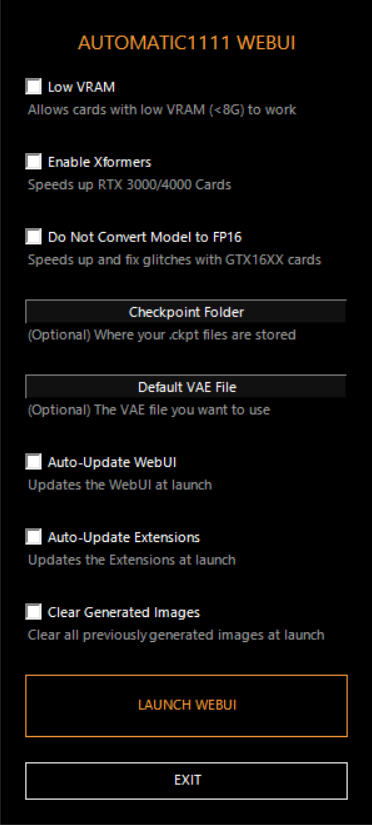 AUTOMATIC1111 WEBUI
Low VRAM
Allows cards with low VRAM (<8G) to work
Enable Xformers
Speeds up RTX 3000/4000 Cards
Do Not Convert Model to FP16
Speeds up and fix glitches with GTX16XX cards
Checkpoint Folder
(Optional) Where your .ckpt files are stored
Default VAE File
(Optional) The VAE file you want to use
Auto-Update WebUI
Updates the WebUI at launch
Auto-Update Extensions
Updates the Extensions at launch
Clear Generated Images
Clear all previously generated images at launch
LAUNCH WEBUI
EXIT